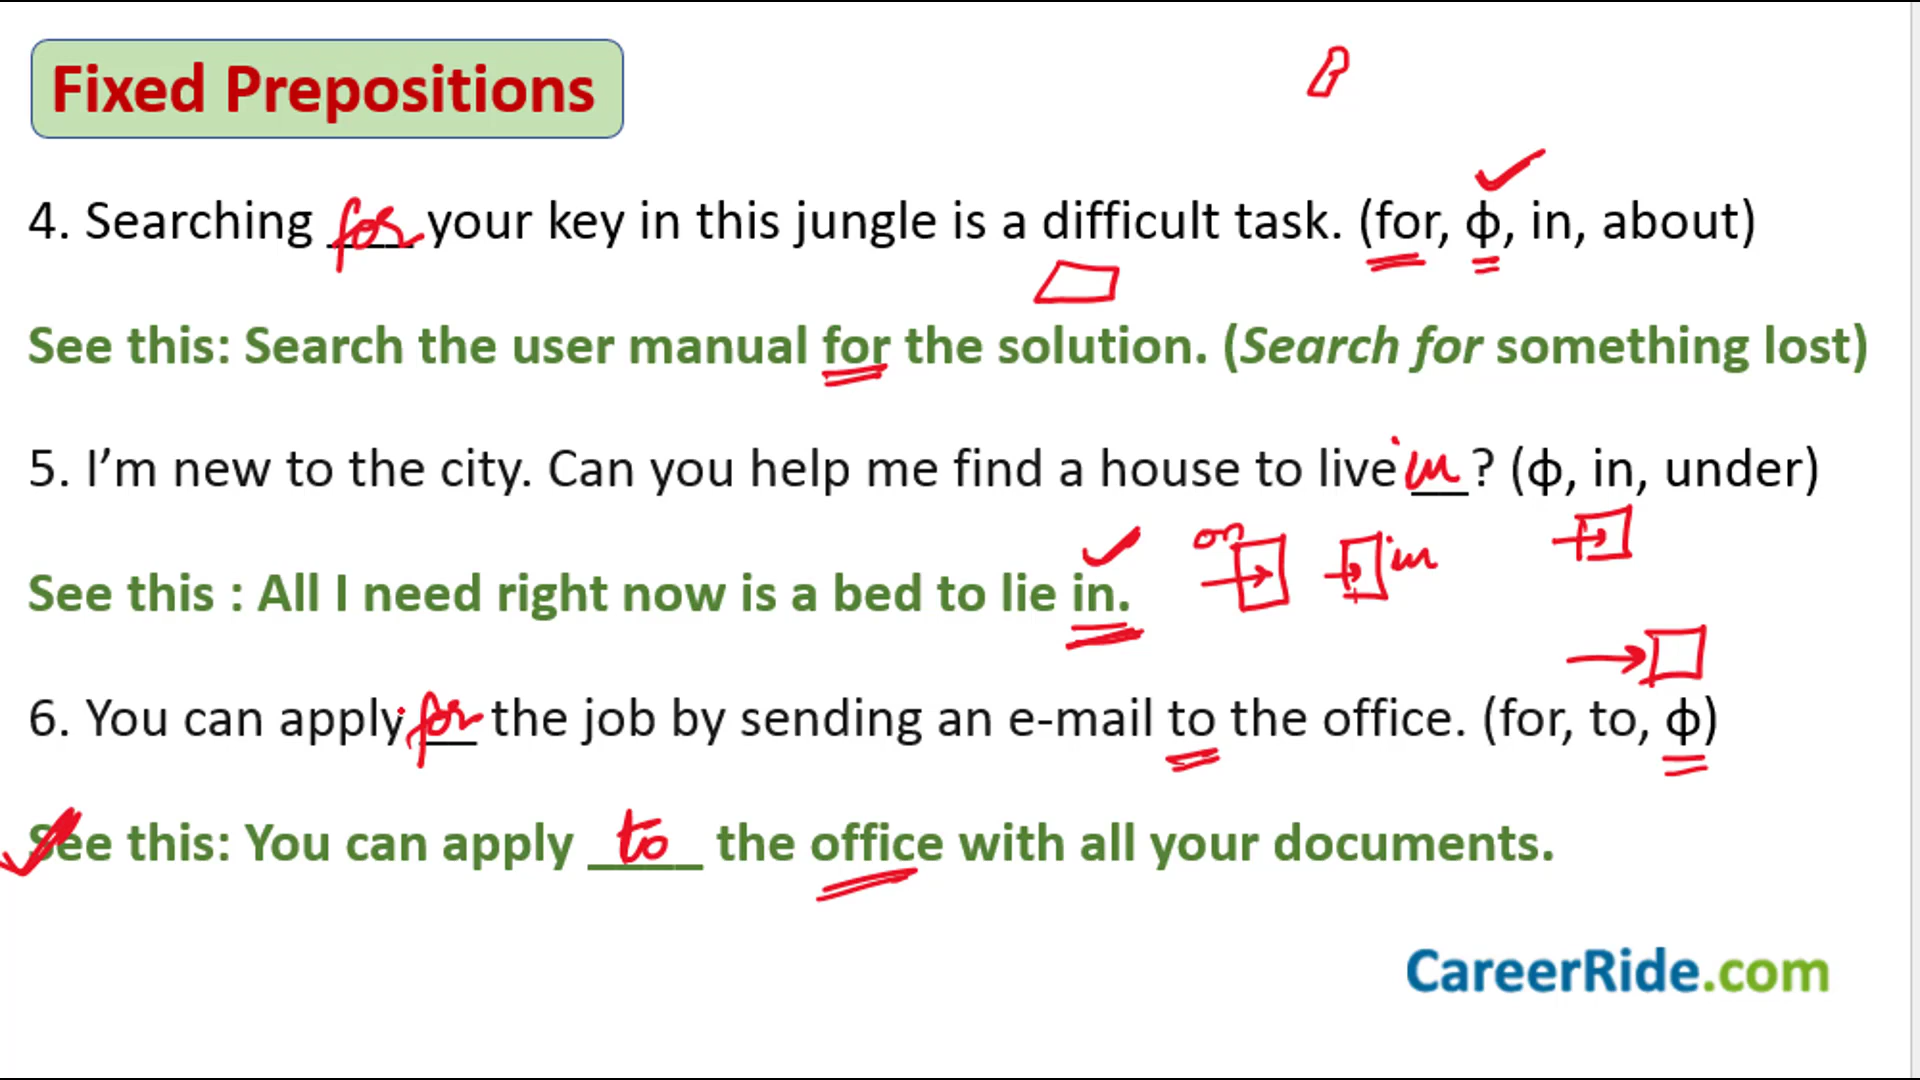 Fixed Prepositions
4. Searching for your key in this jungle is a difficult task. (for, ф, in, about)
See this: Search the user manual for the solution. (Search for something lost)
5. I’m new to the city. Can you help me find a house to live in ? (ф, in, under)
on
in
See this : All I need right now is a bed to lie in.
6. You can apply for the job by sending an e-mail to the office. (for, to, ф)
See this: You can apply to the office with all your documents.
CareerRide.com